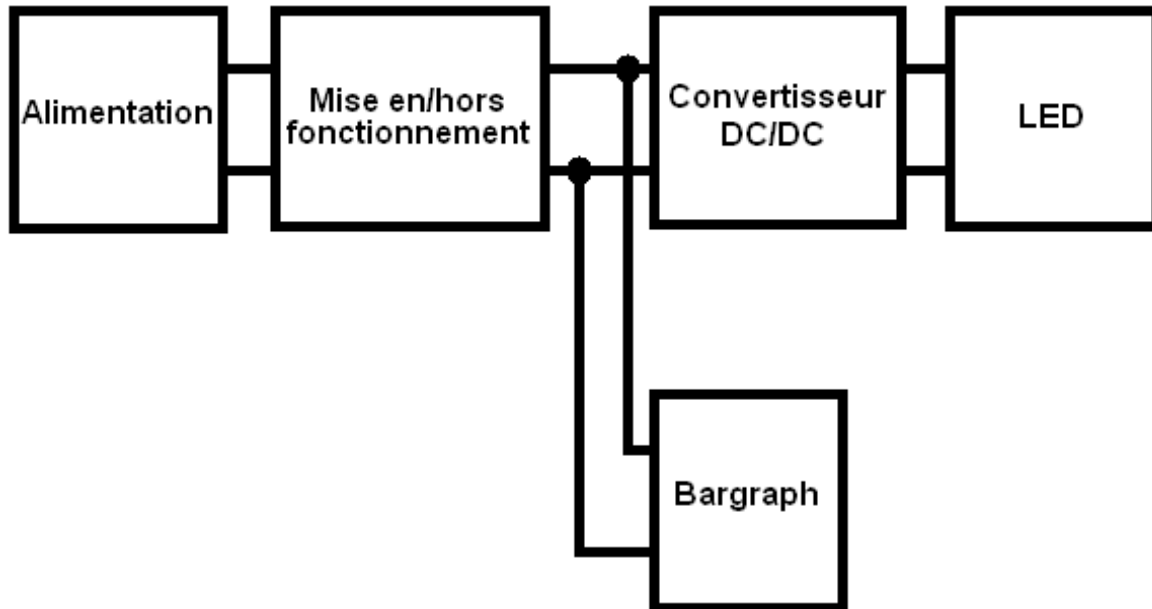 Alimentation
Mise en/hors
fonctionnement
Convertisseur
DC/DC
LED
Bargraph